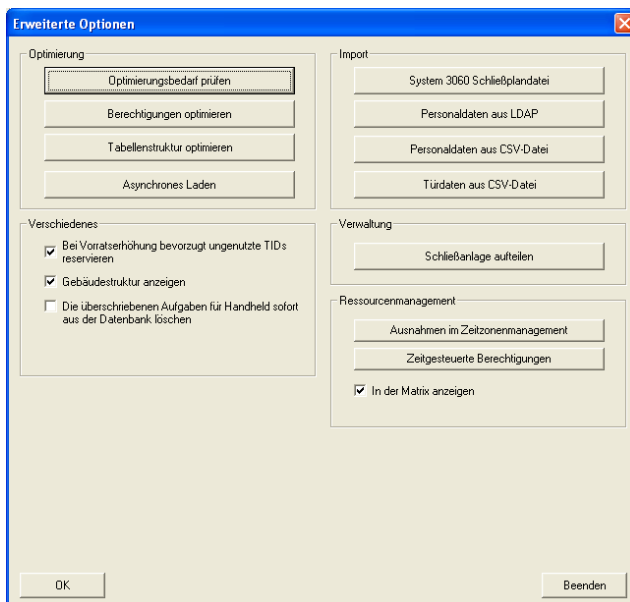 Erweiterte Optionen
Optimierung
Optimierungsbedarf prüfen
Berechtigungen optimieren
Tabellenstruktur optimieren
Asynchrones Laden
Import
System 3060 Schließplandatei
Personaldaten aus LDAP
Personaldaten aus CSV-Datei
Türdaten aus CSV-Datei
Verschiedenes
Bei Vorratserhöhung bevorzugt ungenutzte TIDs
reservieren
Gebäudestruktur anzeigen
Die überschriebenen Aufgaben für Handheld sofort
aus der Datenbank löschen
Verwaltung
Schließanlage aufteilen
Ressourcenmanagement
Ausnahmen im Zeitzonenmanagement
Zeitgesteuerte Berechtigungen
In der Matrix anzeigen
OK
Beenden